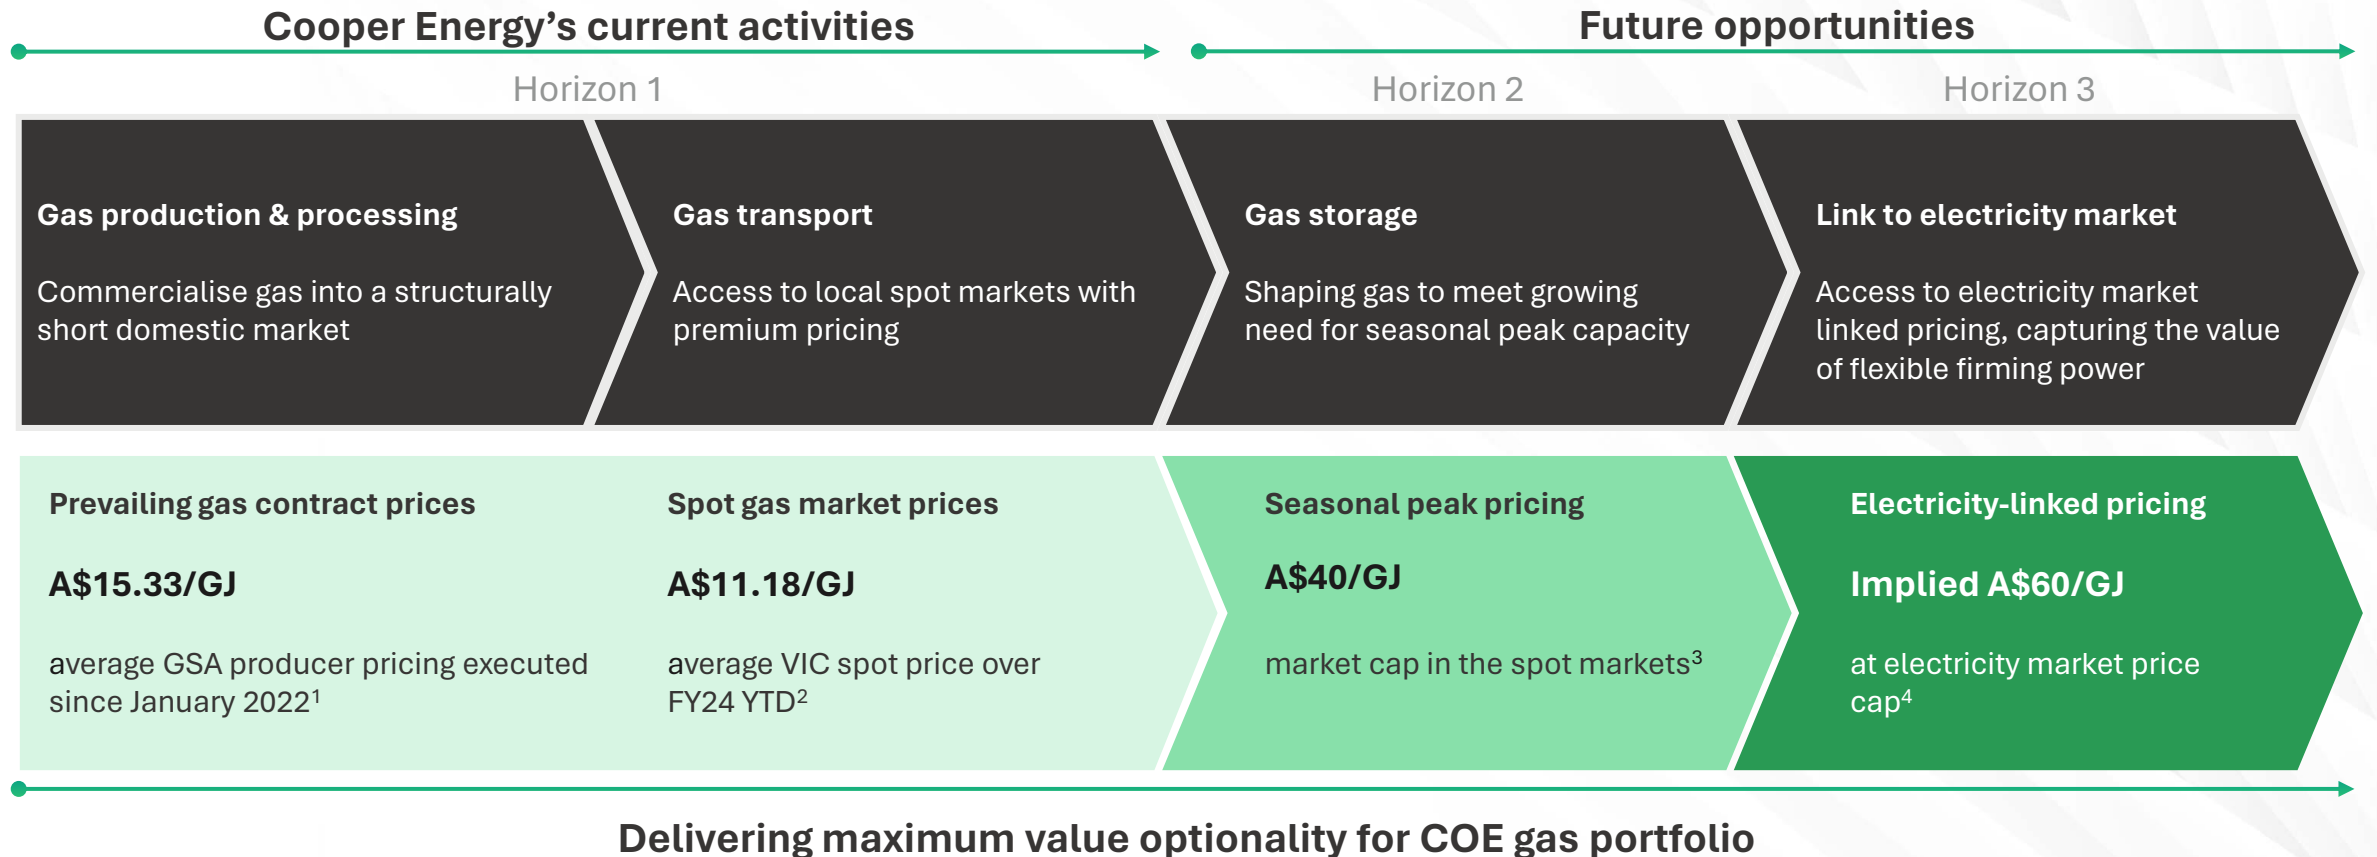 Cooper Energy’s current activities
Future opportunities
Horizon 1
Horizon 2
Horizon 3
Gas production & processing
Commercialise gas into a structurally
short domestic market
Gas transport
Access to local spot markets with
premium pricing
Gas storage
Shaping gas to meet growing
need for seasonal peak capacity
Link to electricity market
Access to electricity market
linked pricing, capturing the value
of flexible firming power
Prevailing gas contract prices
A$15.33/GJ
average GSA producer pricing executed
since January 2022¹
Spot gas market prices
A$11.18/GJ
average VIC spot price over
FY24 YTD²
Seasonal peak pricing
A$40/GJ
market cap in the spot markets³
Electricity-linked pricing
Implied A$60/GJ
at electricity market price
cap⁴
Delivering maximum value optionality for COE gas portfolio